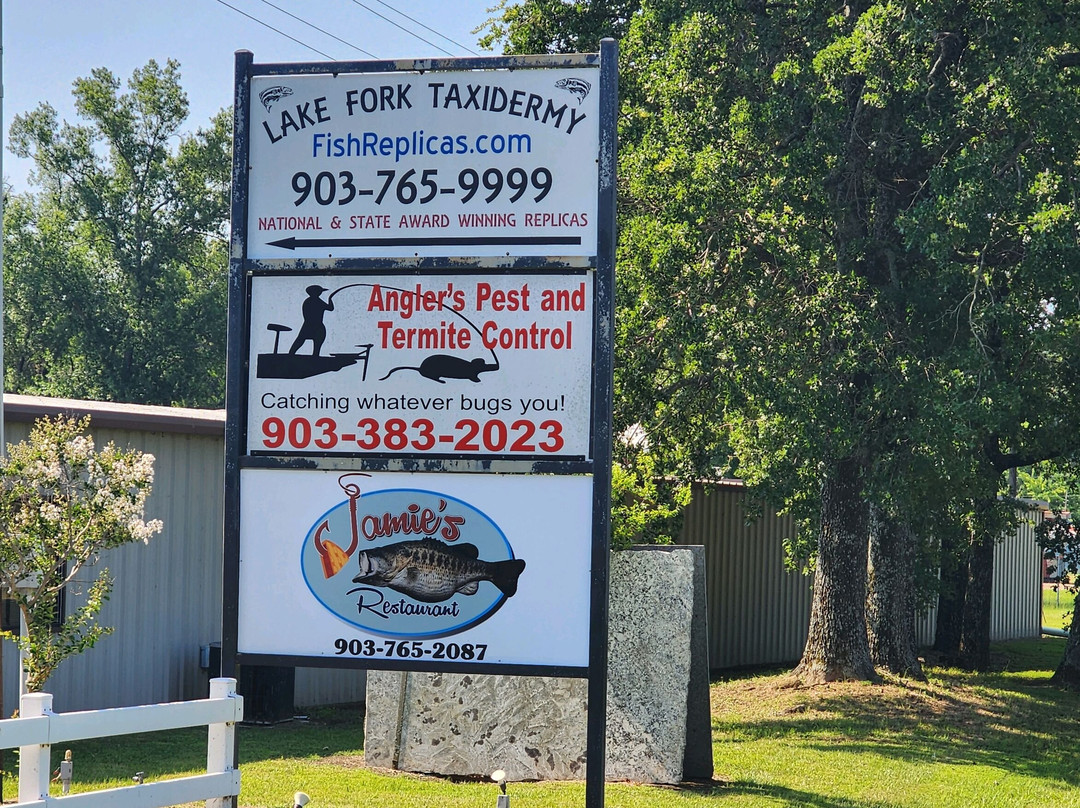 LAKE FORK TAXIDERMY
FishReplicas.com
903-765-9999
NATIONAL & STATE AWARD WINNING REPLICAS
Angler's Pest and
Termite Control
Catching whatever bugs you!
903-383-2023
Jamie's
Restaurant
903-765-2087